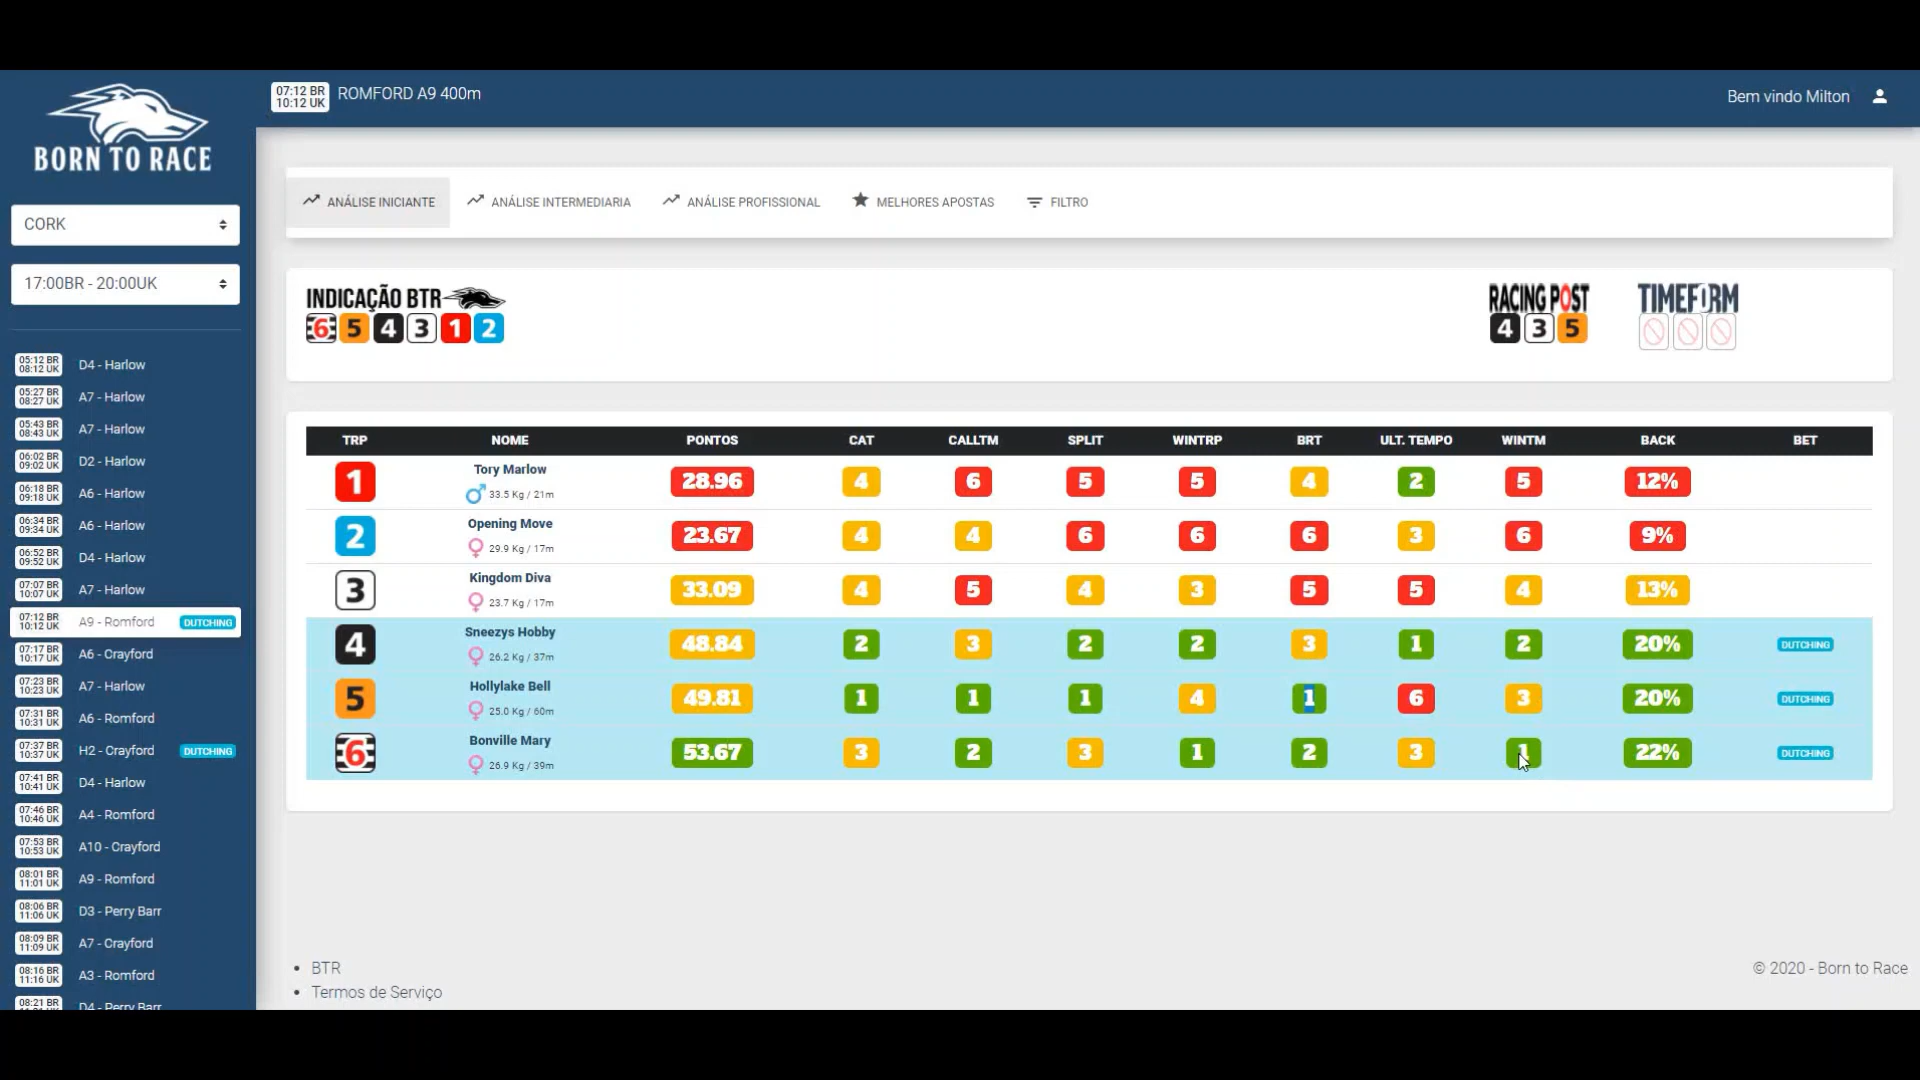 BORN TO RACE
07:12 BR
10:12 UK
ROMFORD A9 400m
Bem vindo Milton
CORK
17:00BR - 20:00UK
05:12 BR
08:12 UK
D4 - Harlow
05:27 BR
08:27 UK
A7 - Harlow
05:43 BR
08:43 UK
A7 - Harlow
06:02 BR
09:02 UK
D2 - Harlow
06:18 BR
09:18 UK
A6 - Harlow
06:34 BR
09:34 UK
A6 - Harlow
06:52 BR
09:52 UK
D4 - Harlow
07:07 BR
10:07 UK
A7 - Harlow
07:12 BR
10:12 UK
A9 - Romford DUTCHING
07:17 BR
10:17 UK
A6 - Crayford
07:23 BR
10:23 UK
A7 - Harlow
07:31 BR
10:31 UK
A6 - Romford
07:37 BR
10:37 UK
H2 - Crayford DUTCHING
07:41 BR
10:41 UK
D4 - Harlow
07:46 BR
10:46 UK
A4 - Romford
07:53 BR
10:53 UK
A10 - Crayford
08:01 BR
11:01 UK
A9 - Romford
08:06 BR
11:06 UK
D3 - Perry Barr
08:09 BR
11:09 UK
A7 - Crayford
08:16 BR
11:16 UK
A3 - Romford
08:21 BR
D4 - Perry Barr
ANÁLISE INICIANTE ANÁLISE INTERMEDIARIA ANÁLISE PROFISSIONAL MELHORES APOSTAS FILTRO
INDICAÇÃO BTR
6 5 4 3 1 2
RACING POST
4 3 5
TIMEFORM
TRP NOME PONTOS CAT CALLTM SPLIT WINTRP BRT ULT. TEMPO WINTM BACK BET
1 Tory Marlow 28.96 4 6 5 5 4 2 5 12%
33.5 Kg / 21m
2 Opening Move 23.67 4 4 6 6 6 3 6 9%
29.9 Kg / 17m
3 Kingdom Diva 33.09 4 5 4 3 5 5 4 13%
23.7 Kg / 17m
4 Sneezys Hobby 48.84 2 3 2 2 3 1 2 20% DUTCHING
26.2 Kg / 37m
5 Hollylake Bell 49.81 1 1 1 4 1 6 3 20% DUTCHING
25.0 Kg / 60m
6 Bonville Mary 53.67 3 2 3 1 2 3 1 22% DUTCHING
26.9 Kg / 39m
BTR
Termos de Serviço
© 2020 - Born to Race